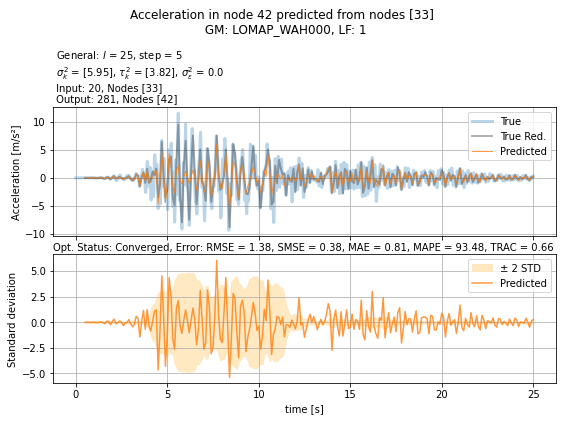 Acceleration in node 42 predicted from nodes [33]
GM: LOMAP_WAH000, LF: 1
General: l = 25, step = 5
σ²ₖ = [5.95], τ²ₖ = [3.82], σ²ₑ = 0.0
Input: 20, Nodes [33]
Output: 281, Nodes [42]
True
True Red.
Predicted
Acceleration [m/s²]
10
5
0
−5
−10
Opt. Status: Converged, Error: RMSE = 1.38, SMSE = 0.38, MAE = 0.81, MAPE = 93.48, TRAC = 0.66
± 2 STD
Predicted
Standard deviation
5.0
2.5
0.0
−2.5
−5.0
0 5 10 15 20 25
time [s]